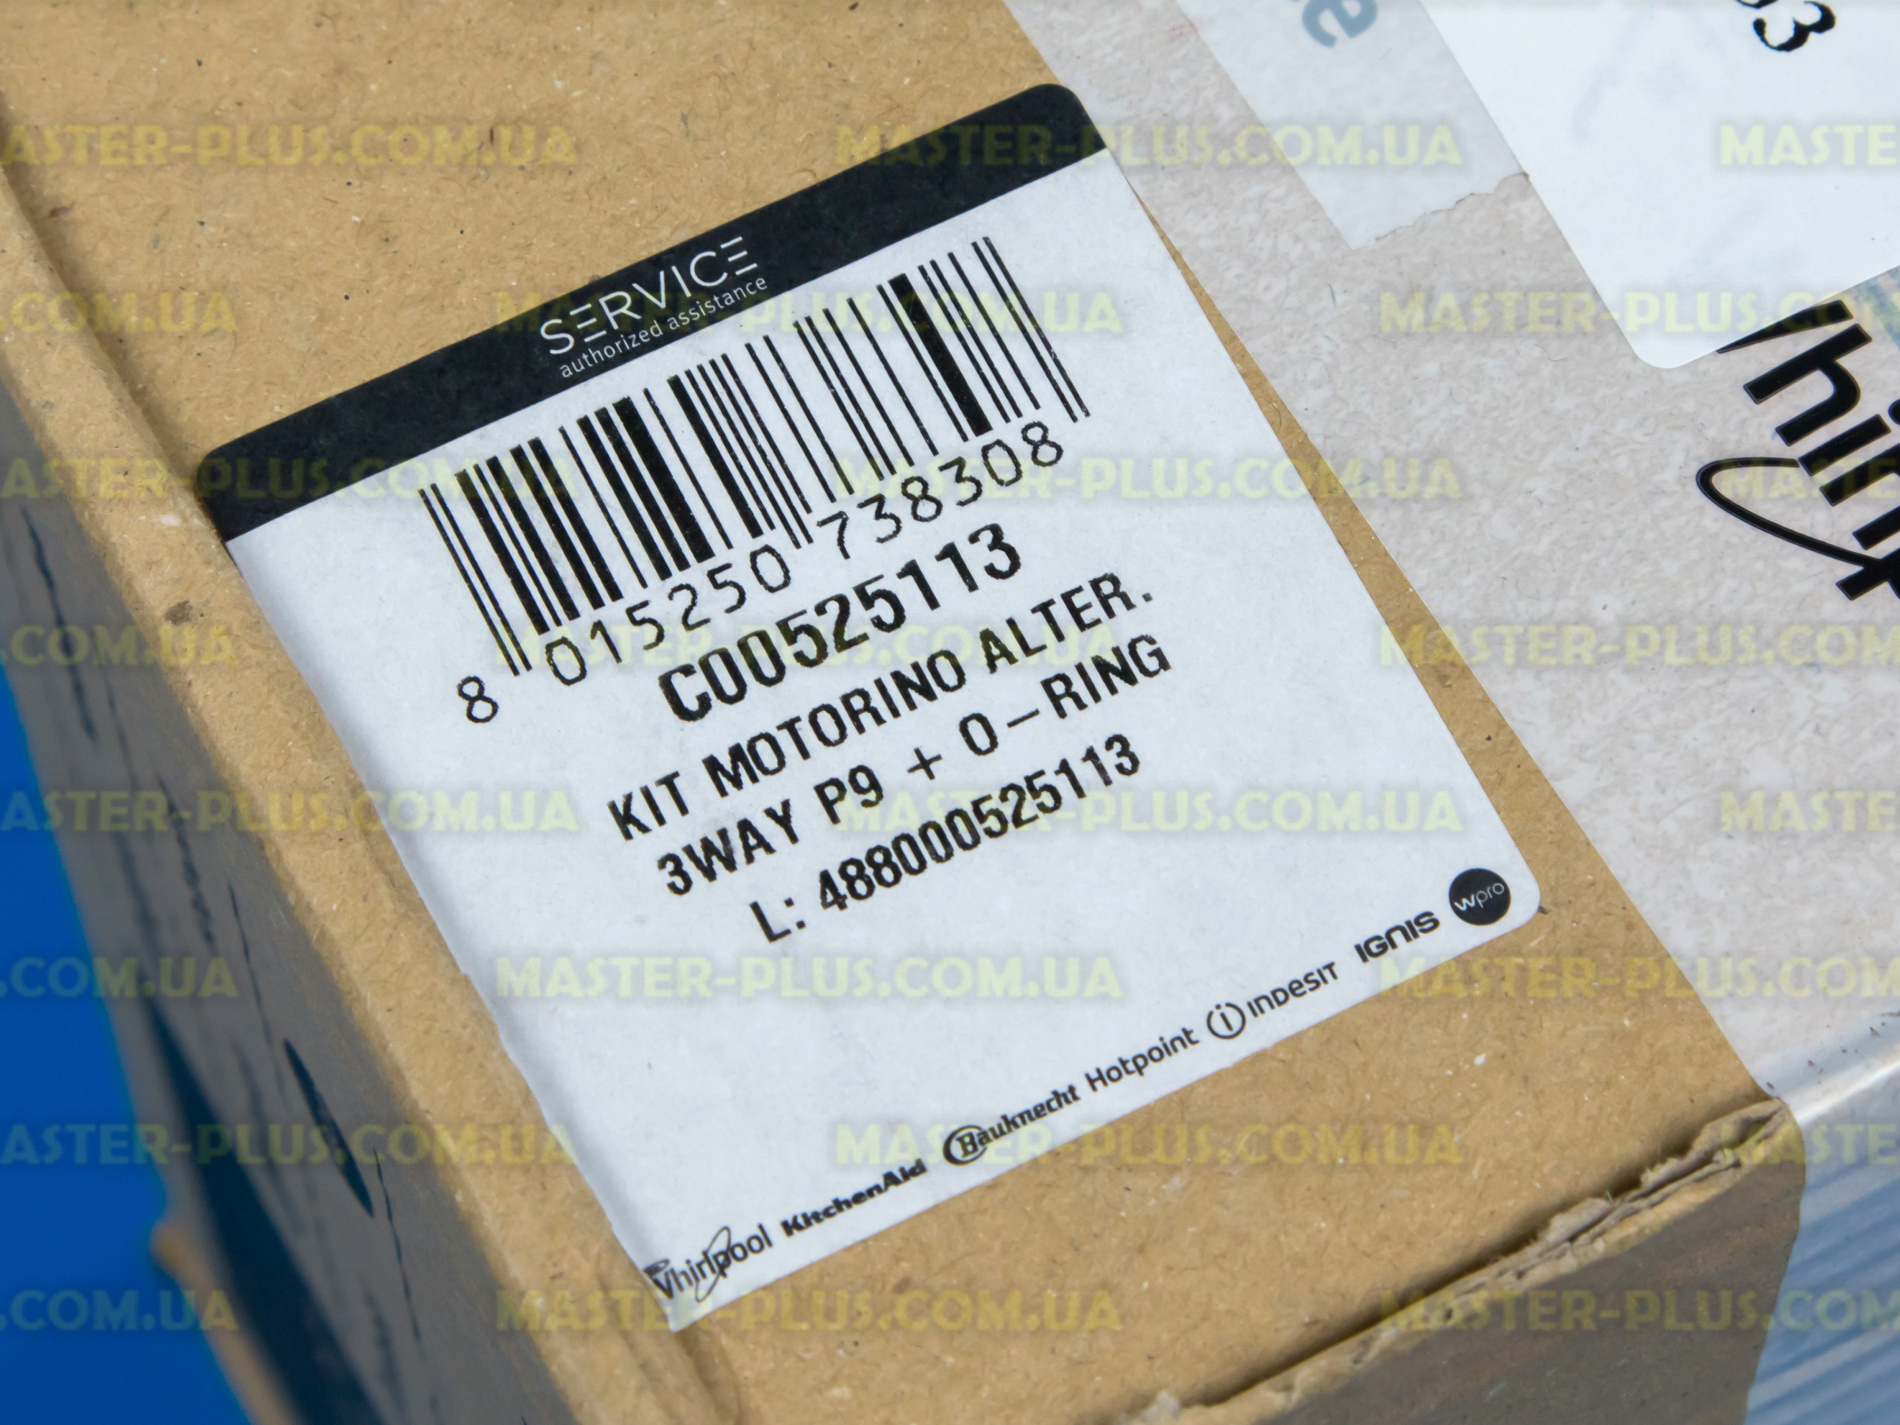 SERVICE
authorized assistance
8 015250 738308
C00525113
KIT MOTORINO ALTER.
3WAY P9 + O-RING
L: 488000525113
Whirlpool KitchenAid Bauknecht Hotpoint INDESIT IGNIS wpro
MASTER-PLUS.COM.UA